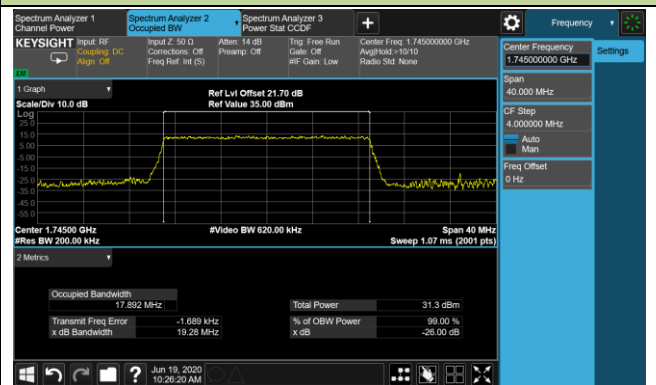 Spectrum Analyzer 1
Channel Power
Spectrum Analyzer 2
Occupied BW
Spectrum Analyzer 3
Power Stat CCDF
+
Frequency
KEYSIGHT
Input: RF
Coupling: DC
Align: Off
Input Z: 50 Ω
Corrections: Off
Freq Ref: Int (S)
Atten: 14 dB
Preamp: Off
Trig: Free Run
Gate: Off
#IF Gain: Low
Center Freq: 1.745000000 GHz
Avg|Hold:>10/10
Radio Std: None
Center Frequency
1.745000000 GHz
Settings
Span
40.000 MHz
CF Step
4.000000 MHz
Auto
Man
Freq Offset
0 Hz
1 Graph
Scale/Div 10.0 dB
Ref Lvl Offset 21.70 dB
Ref Value 35.00 dBm
Log
25.0
15.0
5.00
-5.00
-15.0
-25.0
-35.0
-45.0
-55.0
Center 1.74500 GHz
#Res BW 200.00 kHz
#Video BW 620.00 kHz
Span 40 MHz
Sweep 1.07 ms (2001 pts)
2 Metrics
Occupied Bandwidth
17.892 MHz
Total Power 31.3 dBm
Transmit Freq Error -1.689 kHz
% of OBW Power 99.00 %
x dB Bandwidth 19.28 MHz
x dB -26.00 dB
?
Jun 19, 2020
10:26:20 AM